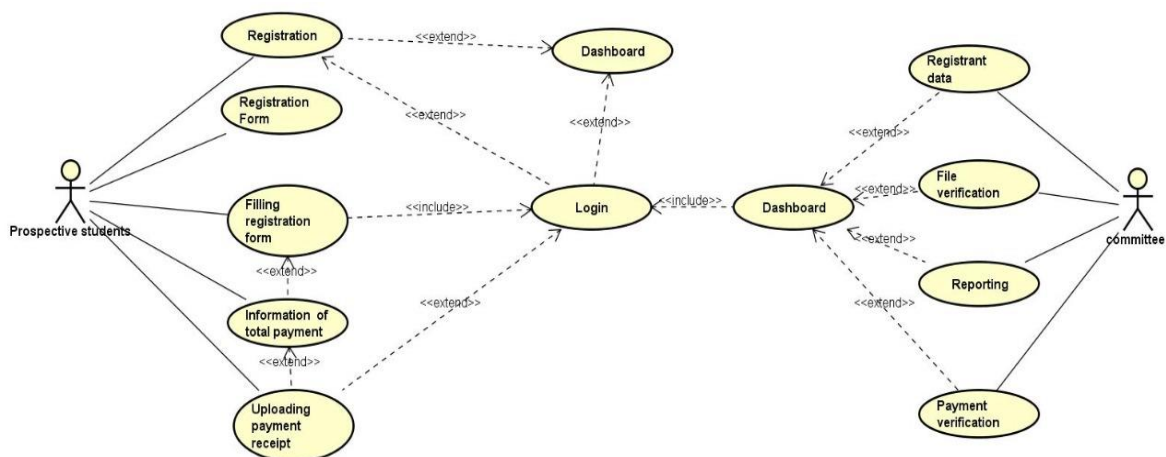 Registration
<<extend>>
Dashboard
Registrant
data
Registration
Form
<<extend>>
<<extend>>
<<extend>>
Prospective students
Filling
registration
form
<<include>>
Login
<<include>>
Dashboard
<<extend>>
File
verification
committee
<<extend>>
<<extend>>
Reporting
Information of
total payment
<<extend>>
<<extend>>
<<extend>>
Uploading
payment
receipt
Payment
verification